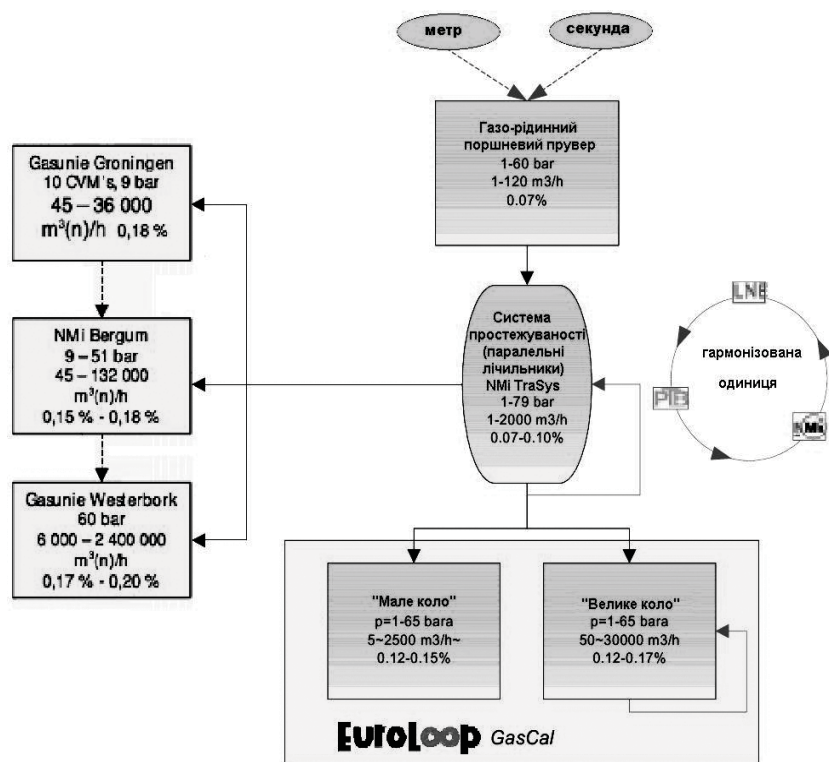 метр
секунда
Газо-рідинний
поршневий прувер
1-60 bar
1-120 m3/h
0.07%
Gasunie Groningen
10 CVM's, 9 bar
45 – 36 000
m³(n)/h 0,18 %
NMi Bergum
9 – 51 bar
45 - 132 000
m³(n)/h
0,15 % - 0,18 %
Gasunie Westerbork
60 bar
6 000 – 2 400 000
m³(n)/h
0,17 % - 0,20 %
Система
простежуваності
(паралельні
лічильники)
NMi TraSys
1-79 bar
1-2000 m3/h
0.07-0.10%
LNE
гармонізована
одиниця
PTB
NMi
"Мале коло"
p=1-65 bara
5~2500 m3/h~
0.12-0.15%
"Велике коло"
p=1-65 bara
50~30000 m3/h
0.12-0.17%
EuroLoop GasCal